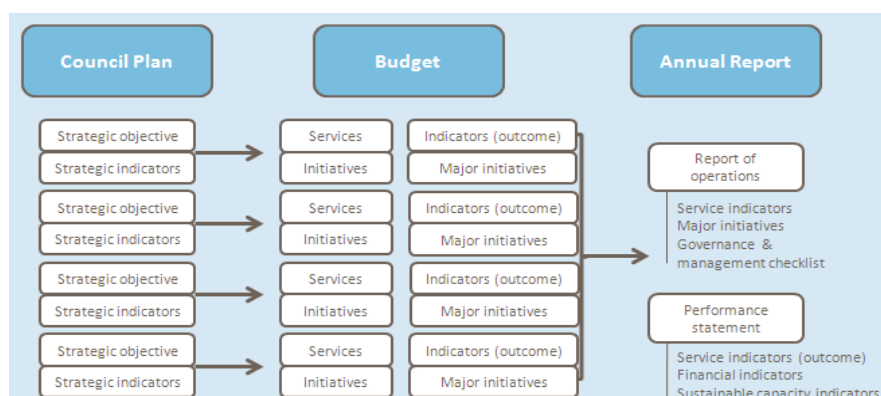 Council Plan
Budget
Annual Report
Strategic objective
Strategic indicators
Services
Initiatives
Indicators (outcome)
Major initiatives
Strategic objective
Strategic indicators
Services
Initiatives
Indicators (outcome)
Major initiatives
Strategic objective
Strategic indicators
Services
Initiatives
Indicators (outcome)
Major initiatives
Strategic objective
Strategic indicators
Services
Initiatives
Indicators (outcome)
Major initiatives
Report of
operations
Service indicators
Major initiatives
Governance &
management checklist
Performance
statement
Service indicators (outcome)
Financial indicators
Sustainable capacity indicators